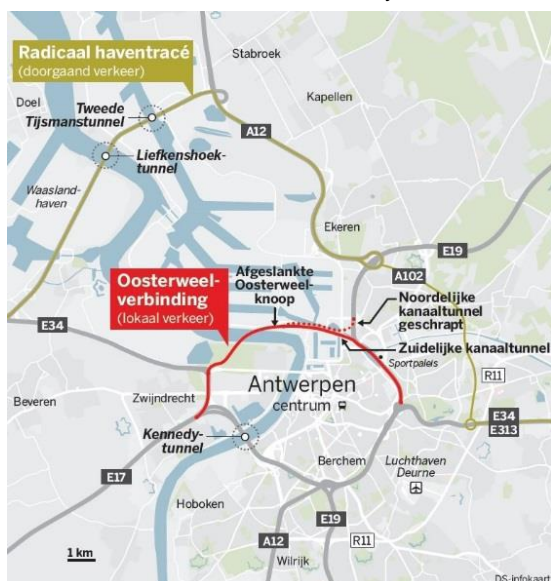 Radicaal haventracé
(doorgaand verkeer)
Stabroek
Doel
Tweede
Tijsmanstunnel
Kapellen
A12
Liefkenshoek-
tunnel
Waasland-
haven
Ekeren
E19
A102
Oosterweel-
verbinding
(lokaal verkeer)
Afgeslankte
Oosterweel-
knoop
Noordelijke
kanaaltunnel
geschrapt
E34
Zuidelijke kanaaltunnel
Sportpaleis
R11
Antwerpen
centrum
Beveren
Zwijndrecht
E34
E313
Kennedy-
tunnel
Berchem
Luchthaven
Deurne
E17
Hoboken
E19
A12
R11
1 km
Wilrijk
DS-infokaart